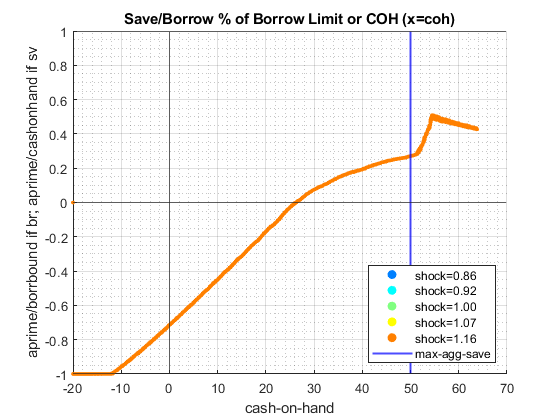 Save/Borrow % of Borrow Limit or COH (x=coh)
aprime/borrbound if br; aprime/cashonhand if sv
1
0.8
0.6
0.4
0.2
0
-0.2
-0.4
-0.6
-0.8
-1
shock=0.86
shock=0.92
shock=1.00
shock=1.07
shock=1.16
max-agg-save
-20 -10 0 10 20 30 40 50 60 70
cash-on-hand